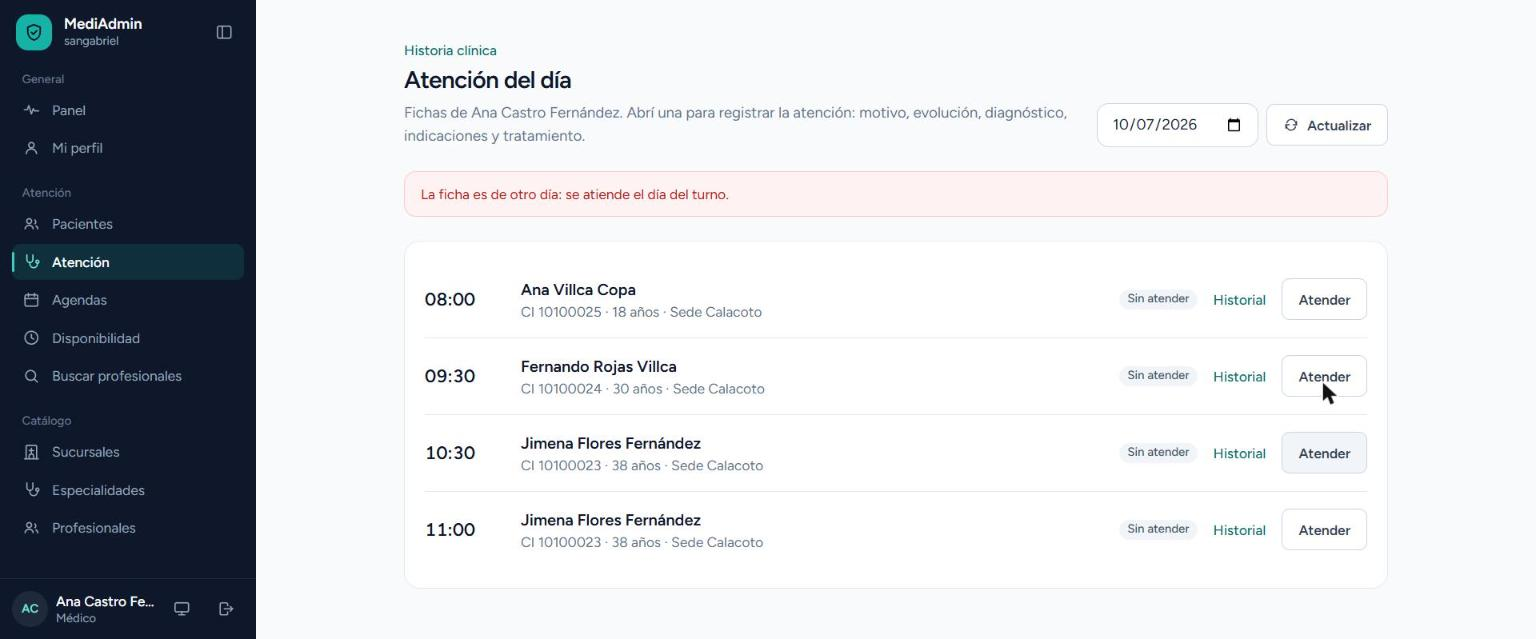 MediAdmin
sangabriel
General
Panel
Mi perfil
Atención
Pacientes
Atención
Agendas
Disponibilidad
Buscar profesionales
Catálogo
Sucursales
Especialidades
Profesionales
AC
Ana Castro Fe...
Médico
Historia clínica
Atención del día
Fichas de Ana Castro Fernández. Abrí una para registrar la atención: motivo, evolución, diagnóstico,
indicaciones y tratamiento.
10/07/2026
Actualizar
La ficha es de otro día: se atiende el día del turno.
08:00 Ana Villca Copa Sin atender Historial Atender
CI 10100025 · 18 años · Sede Calacoto
09:30 Fernando Rojas Villca Sin atender Historial Atender
CI 10100024 · 30 años · Sede Calacoto
10:30 Jimena Flores Fernández Sin atender Historial Atender
CI 10100023 · 38 años · Sede Calacoto
11:00 Jimena Flores Fernández Sin atender Historial Atender
CI 10100023 · 38 años · Sede Calacoto